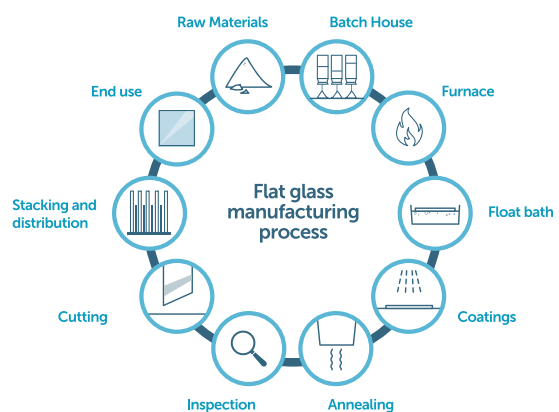 Raw Materials
Batch House
End use
Furnace
Flat glass
manufacturing
process
Stacking and
distribution
Float bath
Cutting
Coatings
Inspection
Annealing